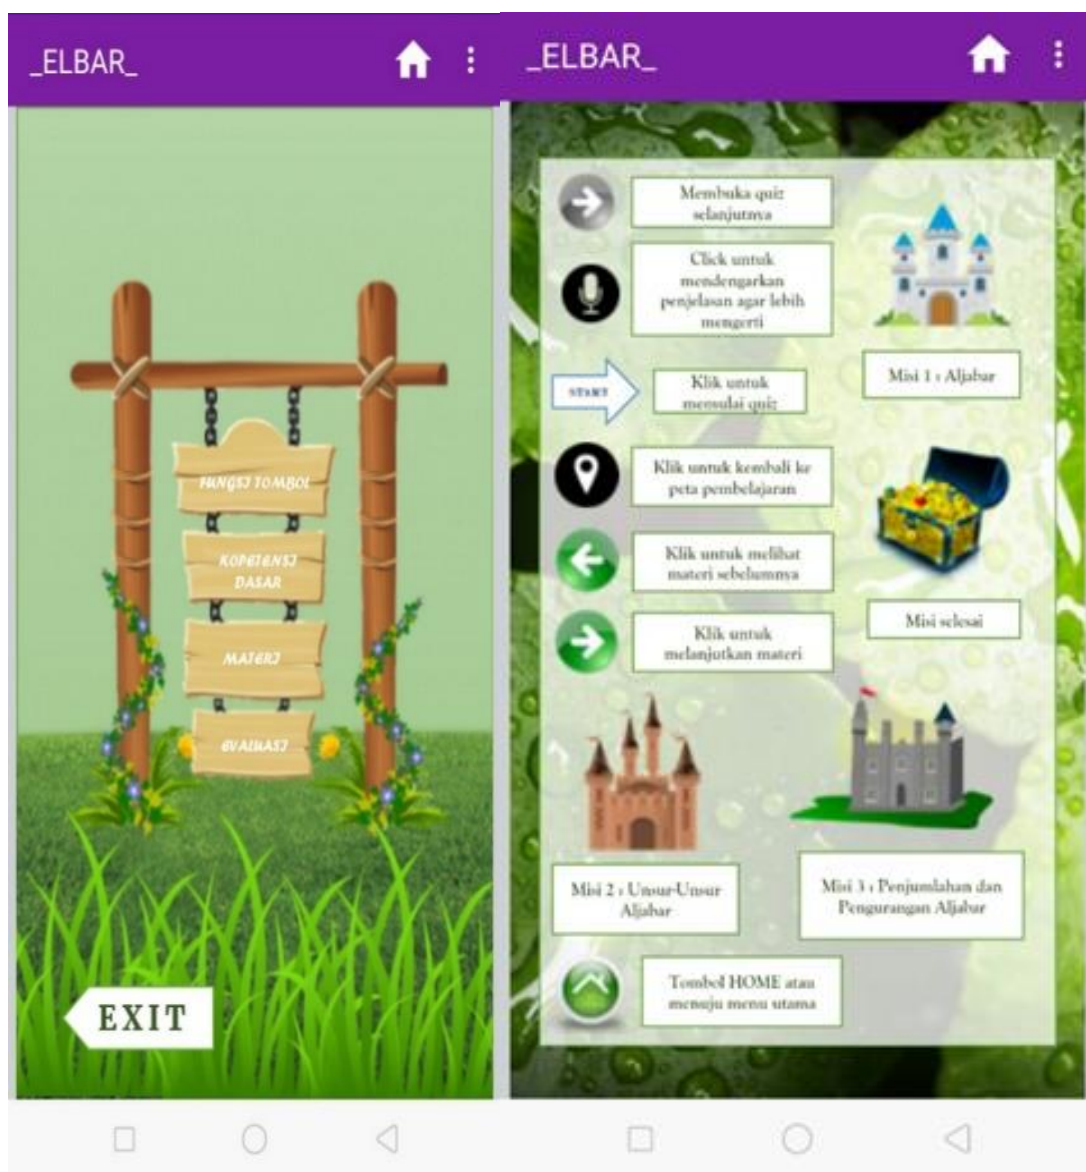 _ELBAR_
FUNGSI TOMBOL
KOPETENSI
DASAR
MATERI
EVALUASI
EXIT
_ELBAR_
Membuka quiz
selanjutnya
Click untuk
mendengarkan
penjelasan agar lebih
mengerti
START
Klik untuk
mensulai quiz
Klik untuk kembali ke
peta pembelajaran
Klik untuk melihat
materi sebelumnya
Klik untuk
melanjutkan materi
Misi 1 : Aljabar
Misi selesai
Misi 2 : Unsur-Unsur
Aljabar
Misi 3 : Penjumlahan dan
Pengurangan Aljabar
Tombol HOME atau
menuju menu utama